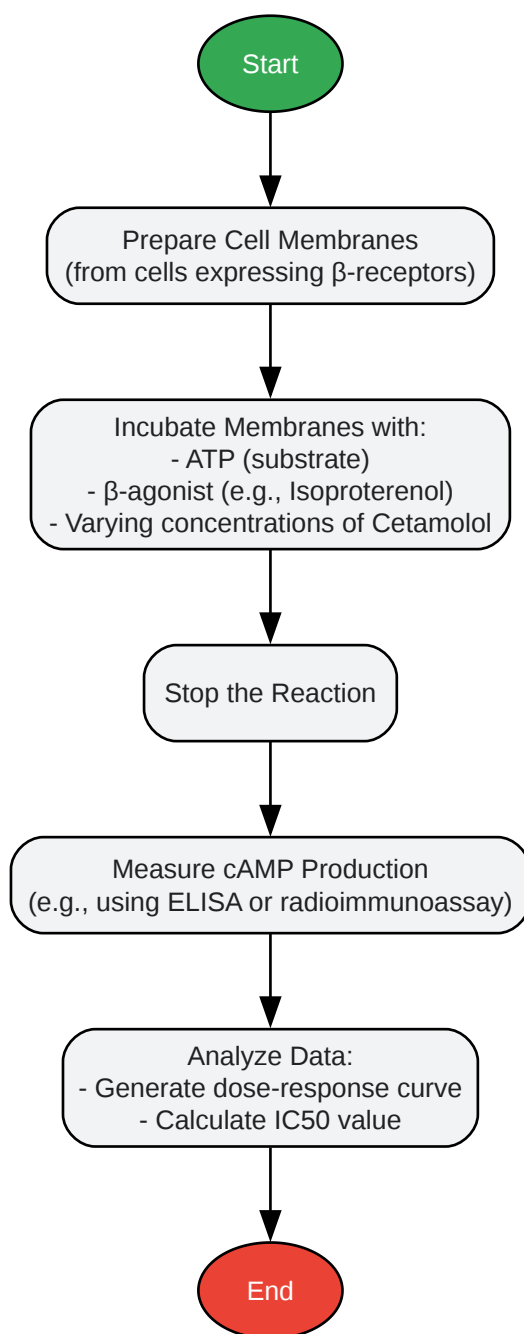 Start
Prepare Cell Membranes
(from cells expressing β-receptors)
Incubate Membranes with:
- ATP (substrate)
- β-agonist (e.g., Isoproterenol)
- Varying concentrations of Cetamolol
Stop the Reaction
Measure cAMP Production
(e.g., using ELISA or radioimmunoassay)
Analyze Data:
- Generate dose-response curve
- Calculate IC50 value
End